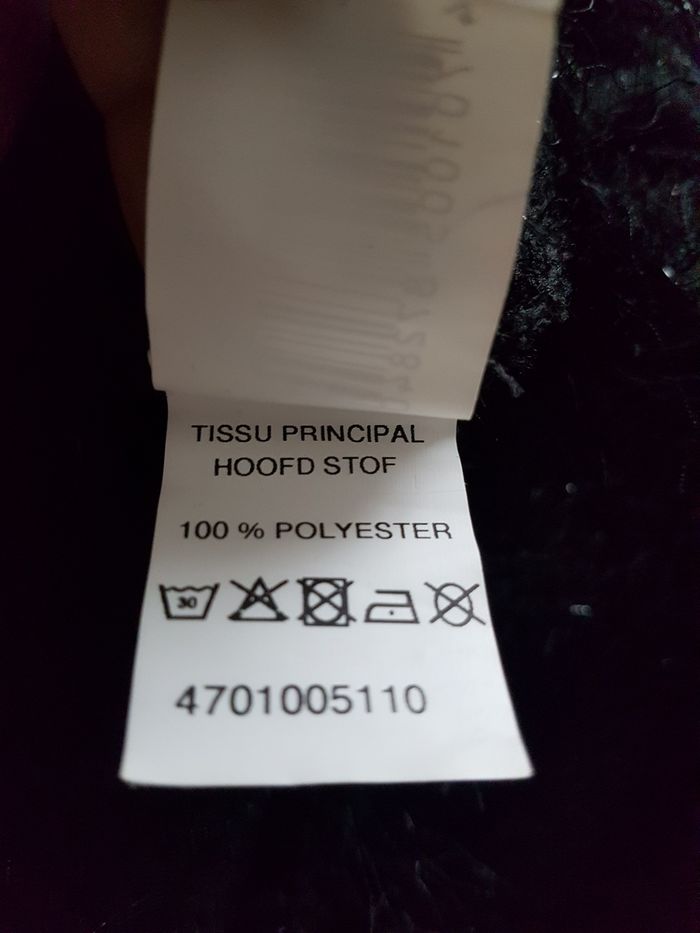 TISSU PRINCIPAL
HOOFD STOF
100 % POLYESTER
30
4701005110